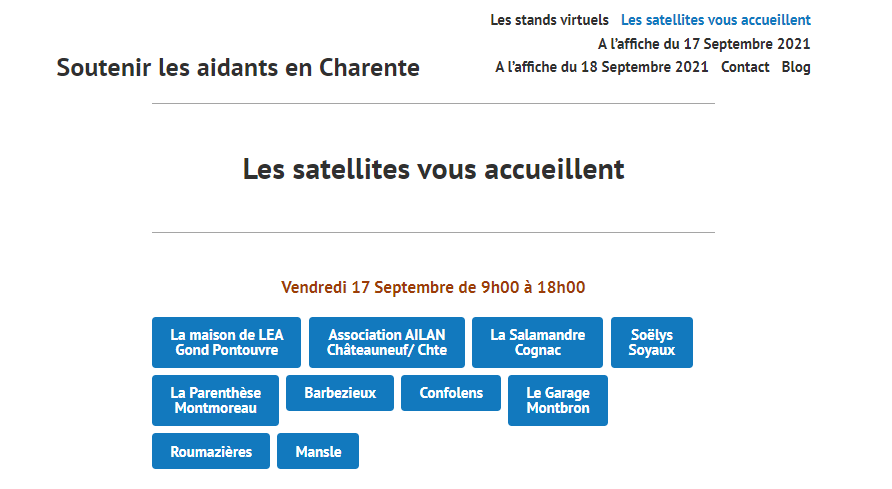 Les stands virtuels Les satellites vous accueillent
A l'affiche du 17 Septembre 2021
Soutenir les aidants en Charente
A l'affiche du 18 Septembre 2021 Contact Blog
Les satellites vous accueillent
Vendredi 17 Septembre de 9h00 à 18h00
La maison de LEA
Gond Pontouvre
Association AILAN
Châteauneuf/ Chte
La Salamandre
Cognac
Soëlys
Soyaux
La Parenthèse
Montmoreau
Barbezieux
Confolens
Le Garage
Montbron
Roumazières
Mansle